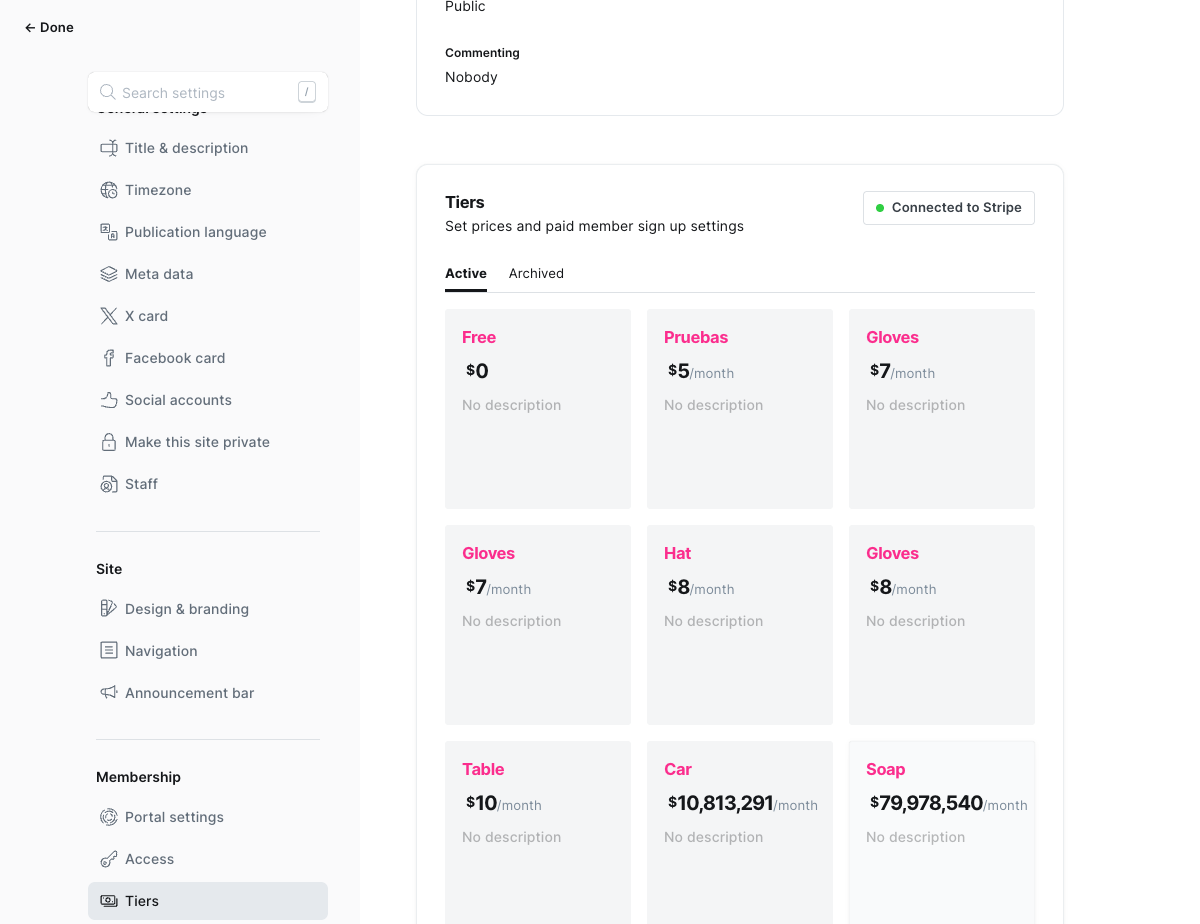 ← Done
Search settings
/
General settings
Title & description
Timezone
Publication language
Meta data
X card
Facebook card
Social accounts
Make this site private
Staff
Site
Design & branding
Navigation
Announcement bar
Membership
Portal settings
Access
Tiers
Public
Commenting
Nobody
Tiers
Set prices and paid member sign up settings
Connected to Stripe
Active
Archived
Free
$0
No description
Pruebas
$5/month
No description
Gloves
$7/month
No description
Gloves
$7/month
No description
Hat
$8/month
No description
Gloves
$8/month
No description
Table
$10/month
No description
Car
$10,813,291/month
No description
Soap
$79,978,540/month
No description